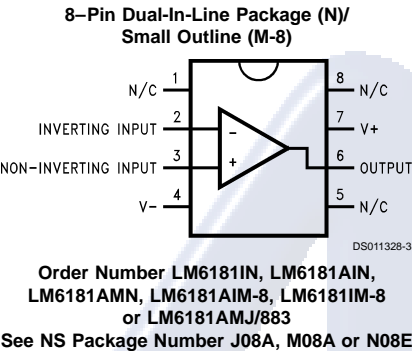 8–Pin Dual-In-Line Package (N)/
Small Outline (M-8)
N/C 1
INVERTING INPUT 2
NON-INVERTING INPUT 3
V- 4
8 N/C
7 V+
6 OUTPUT
5 N/C
-
+
DS011328-3
Order Number LM6181IN, LM6181AIN,
LM6181AMN, LM6181AIM-8, LM6181IM-8
or LM6181AMJ/883
See NS Package Number J08A, M08A or N08E